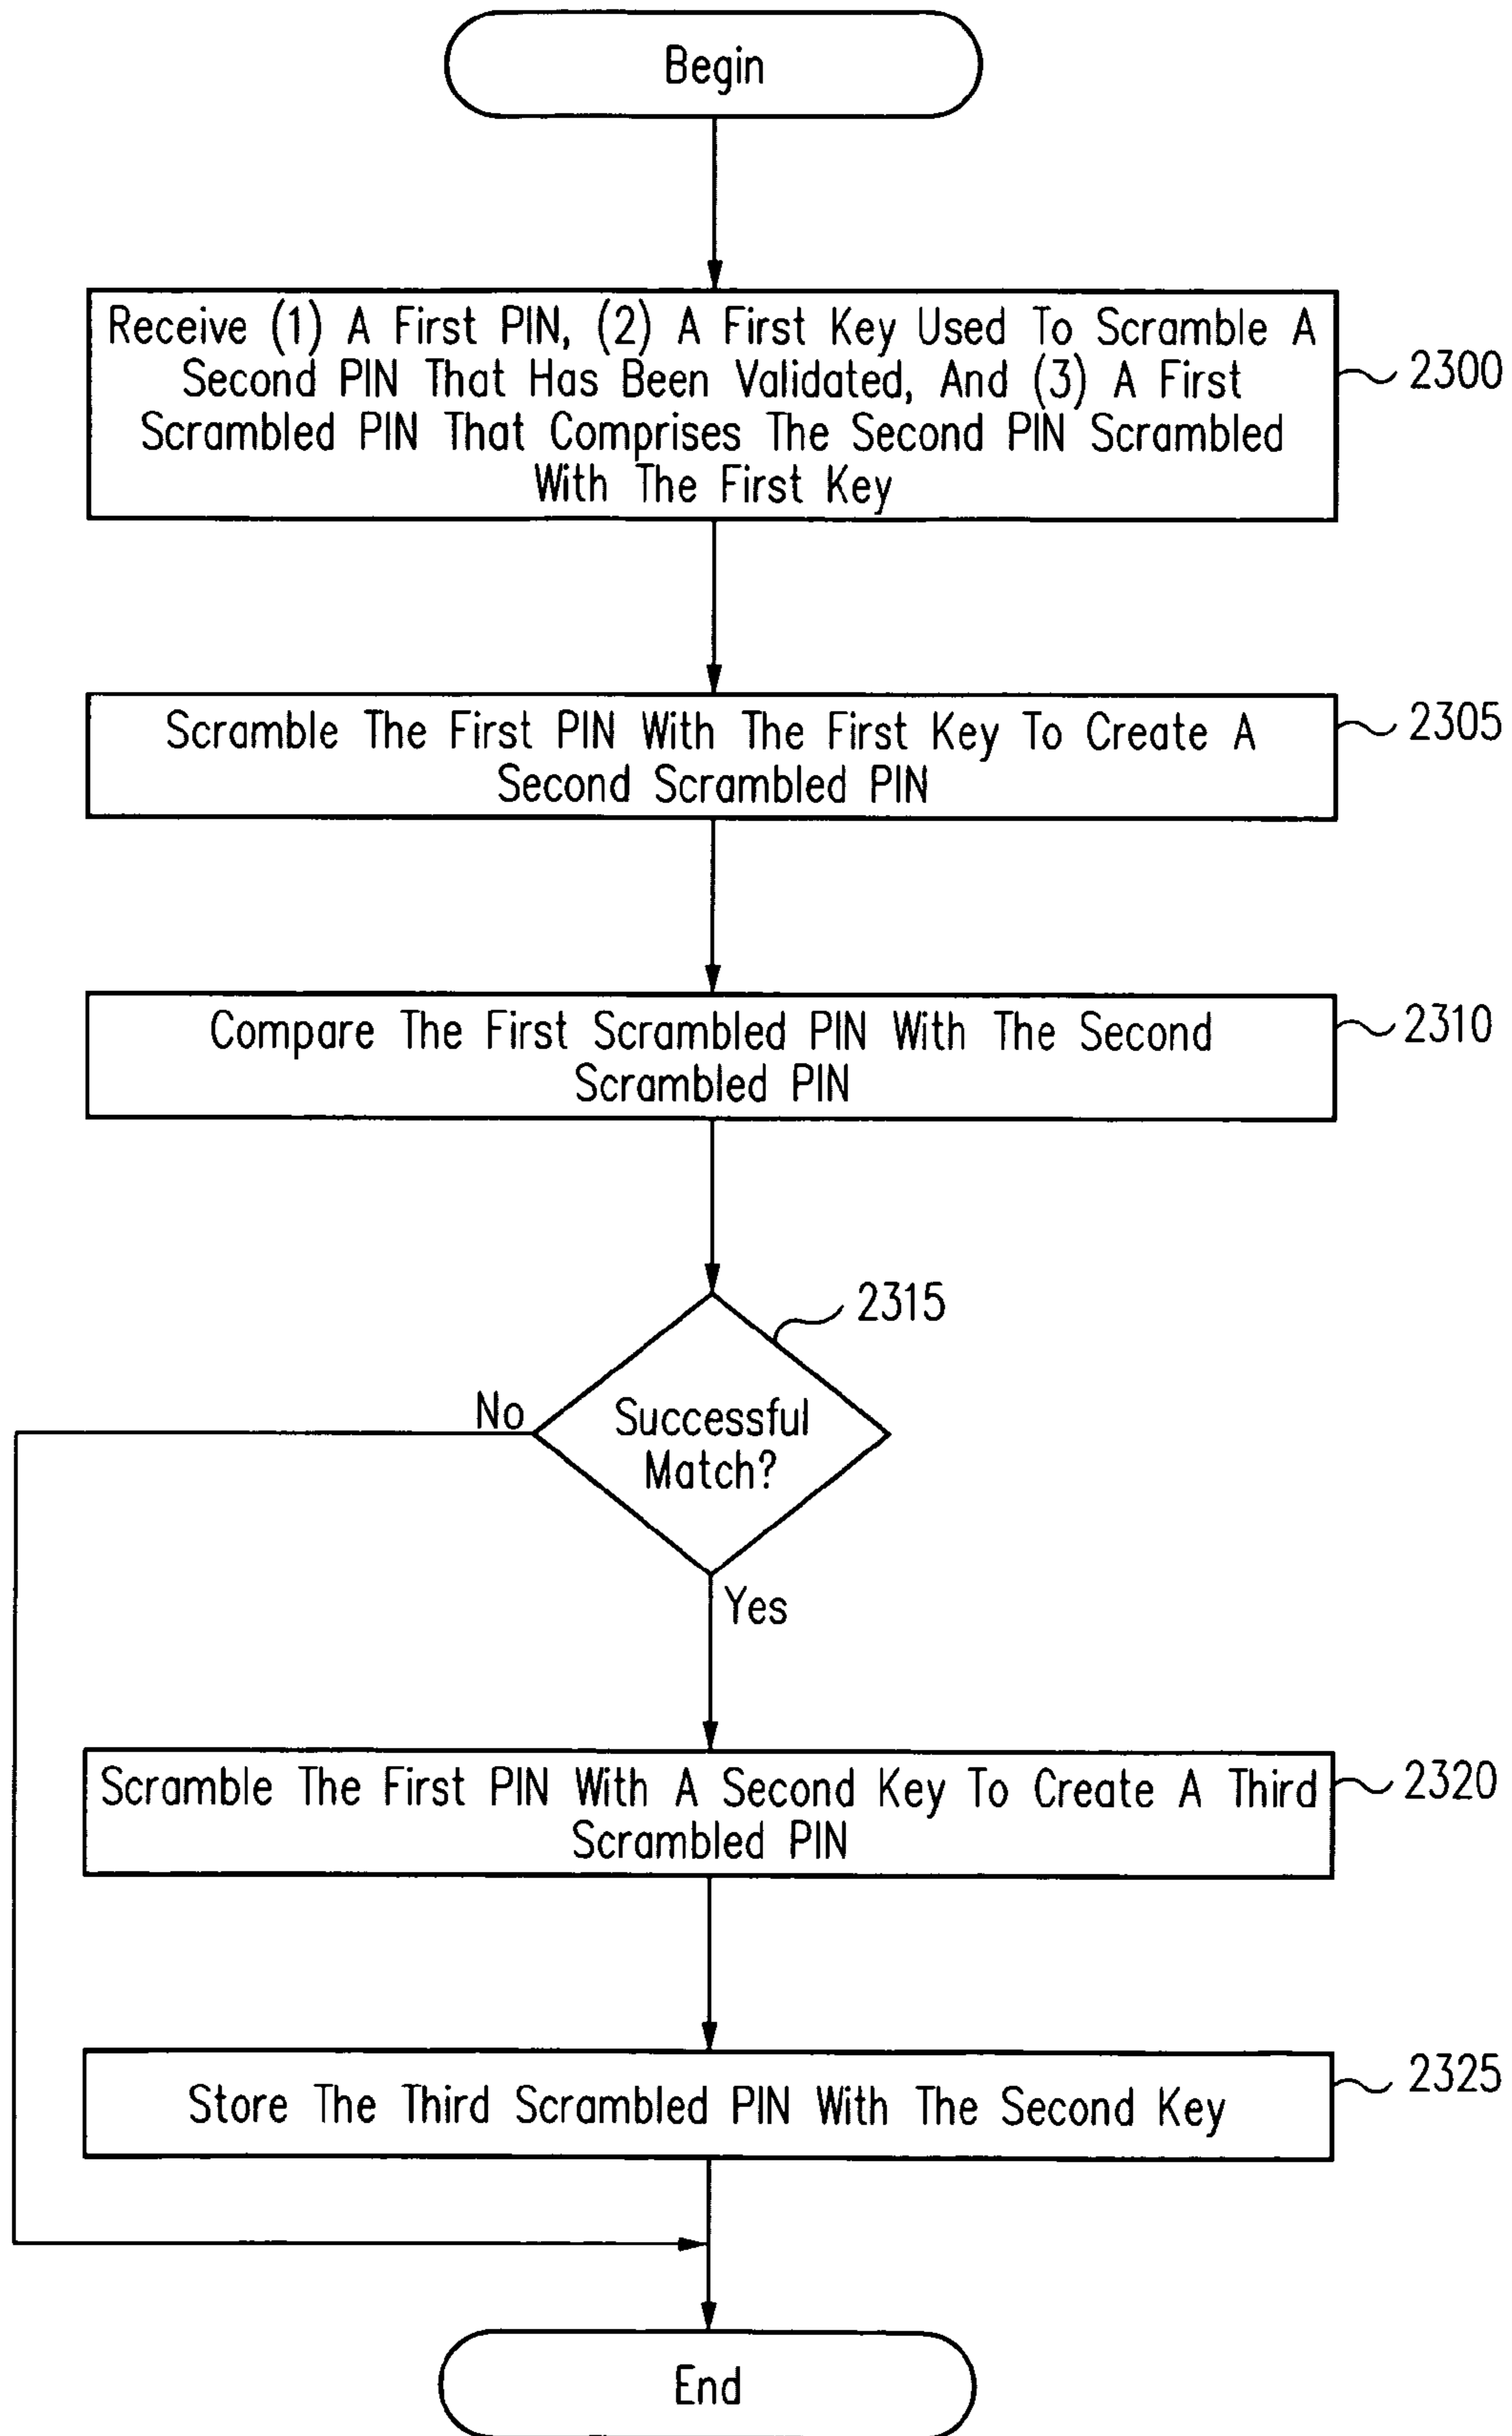 Begin
Receive (1) A First PIN, (2) A First Key Used To Scramble A
Second PIN That Has Been Validated, And (3) A First
Scrambled PIN That Comprises The Second PIN Scrambled
With The First Key
2300
Scramble The First PIN With The First Key To Create A
Second Scrambled PIN
2305
Compare The First Scrambled PIN With The Second
Scrambled PIN
2310
2315
Successful
Match?
No
Yes
Scramble The First PIN With A Second Key To Create A Third
Scrambled PIN
2320
Store The Third Scrambled PIN With The Second Key
2325
End